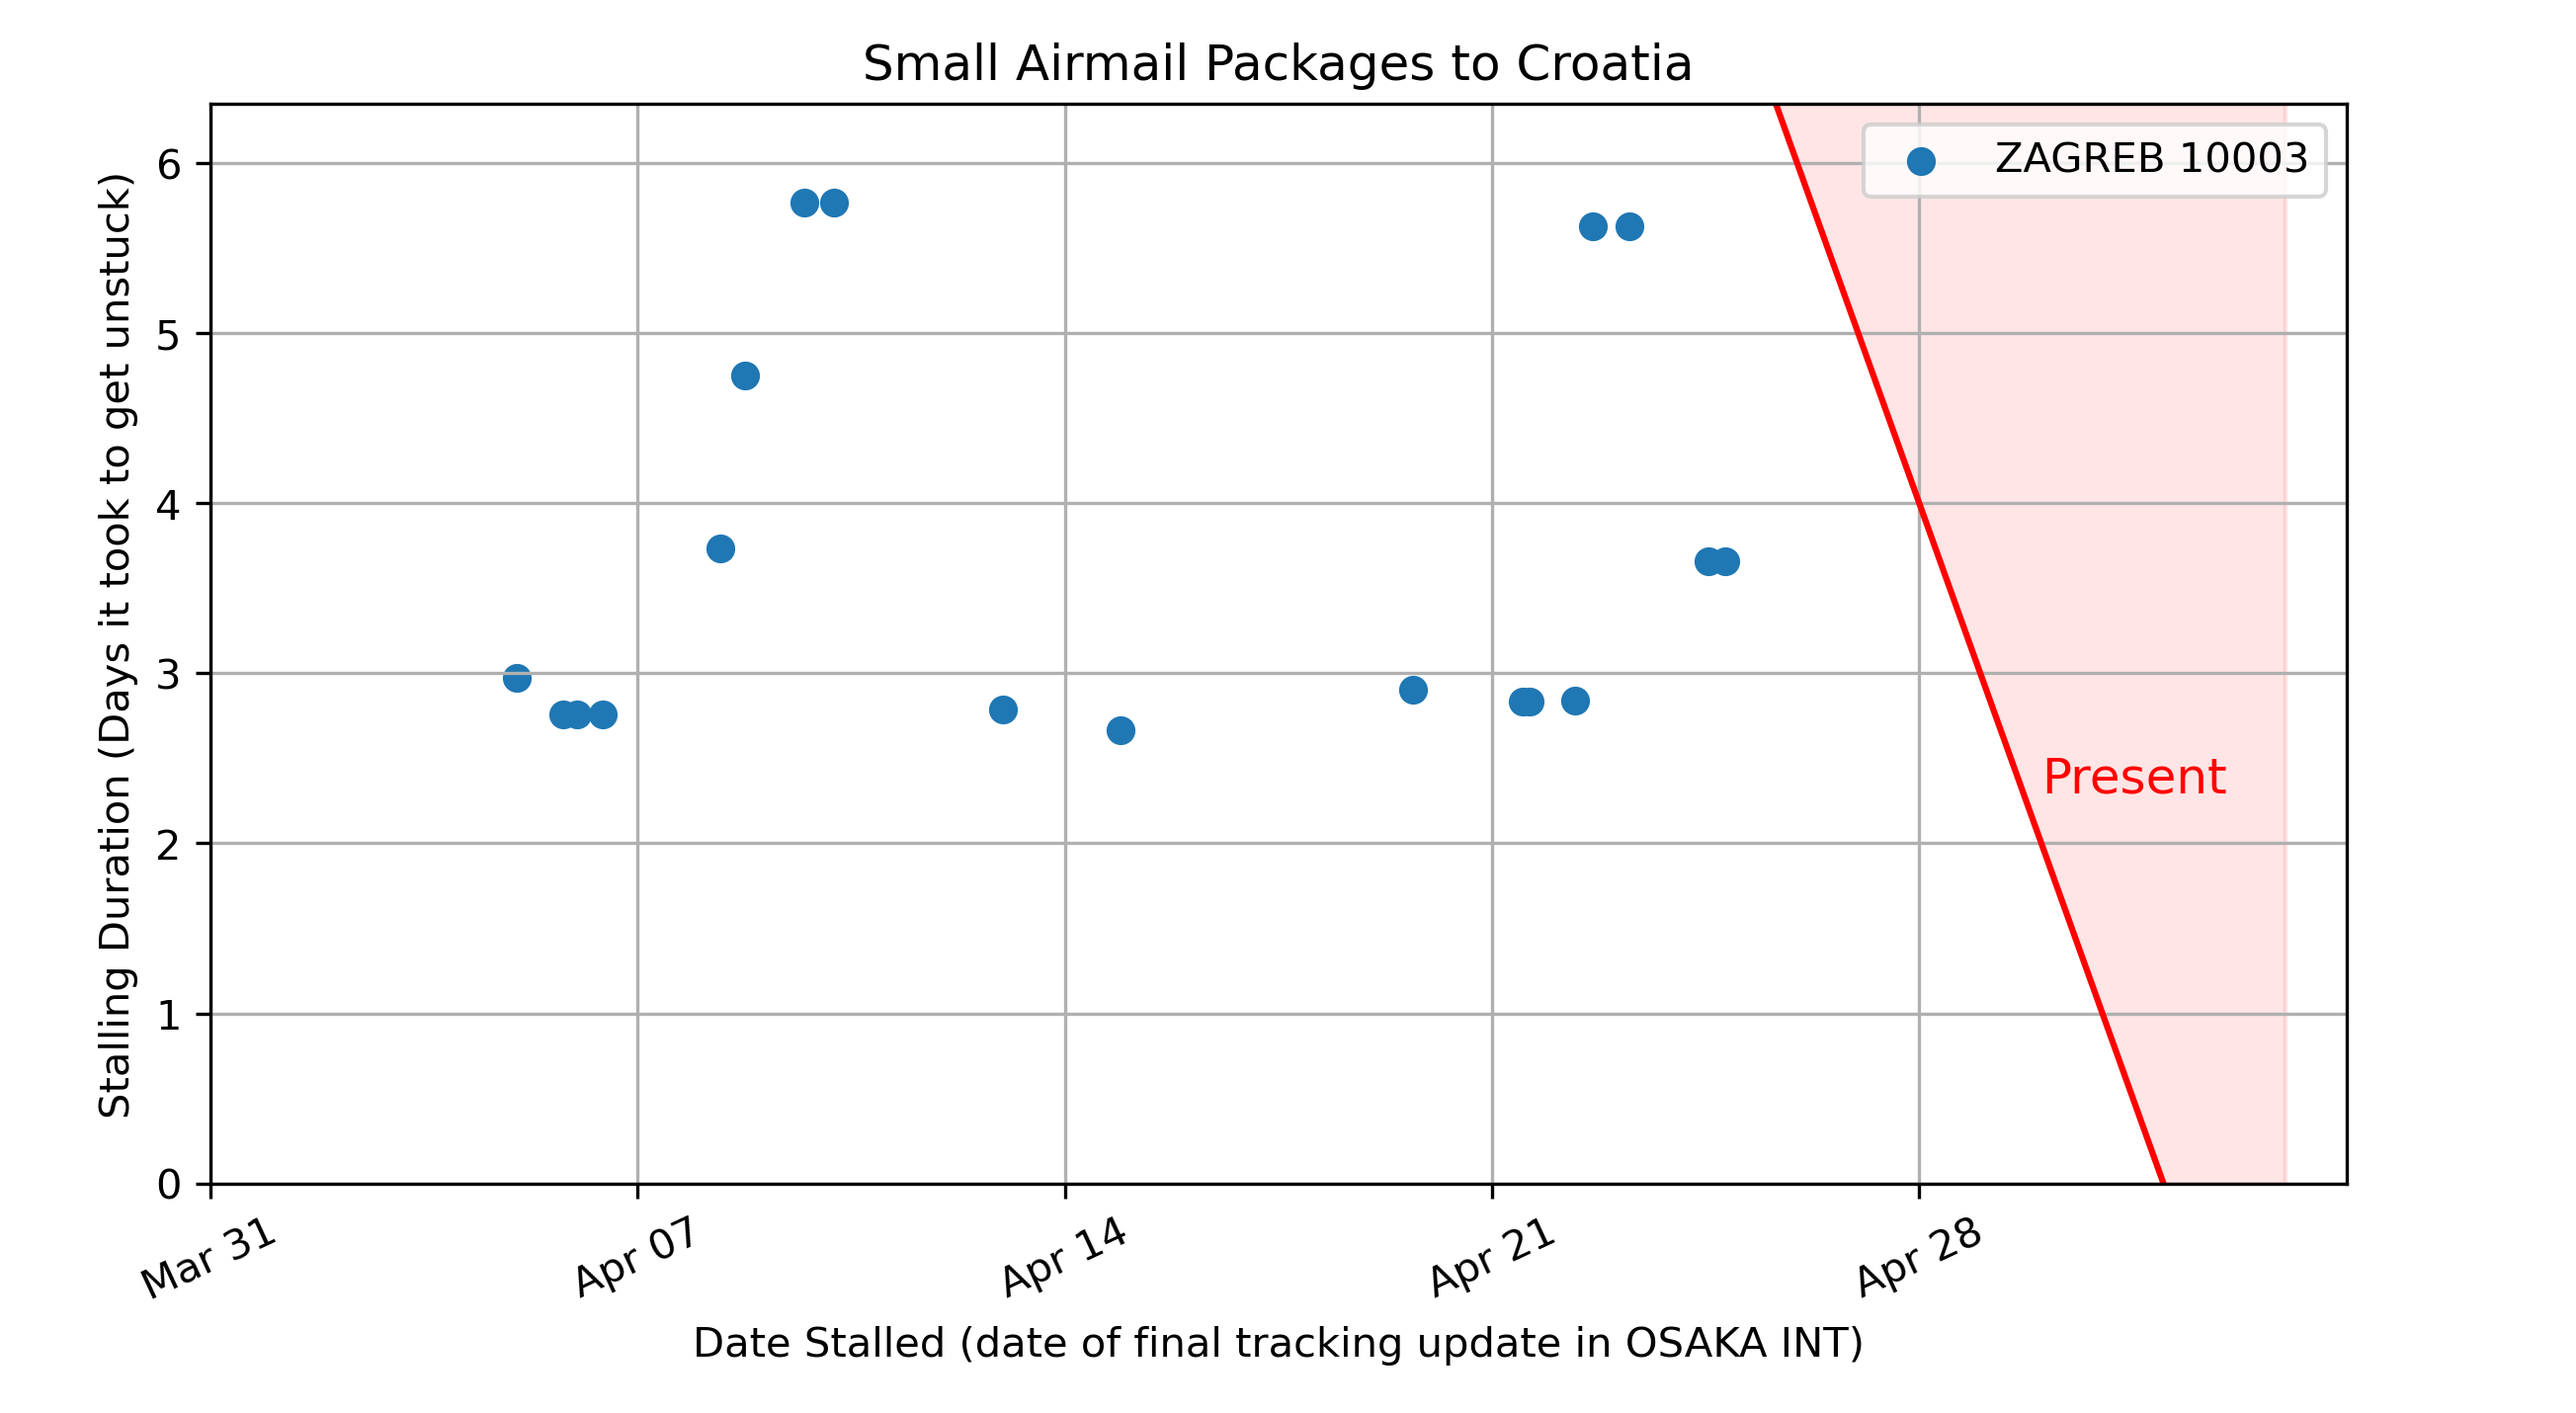 Small Airmail Packages to Croatia
ZAGREB 10003
Stalling Duration (Days it took to get unstuck)
6
5
4
3
2
1
0
Present
Mar 31
Apr 07
Apr 14
Apr 21
Apr 28
Date Stalled (date of final tracking update in OSAKA INT)